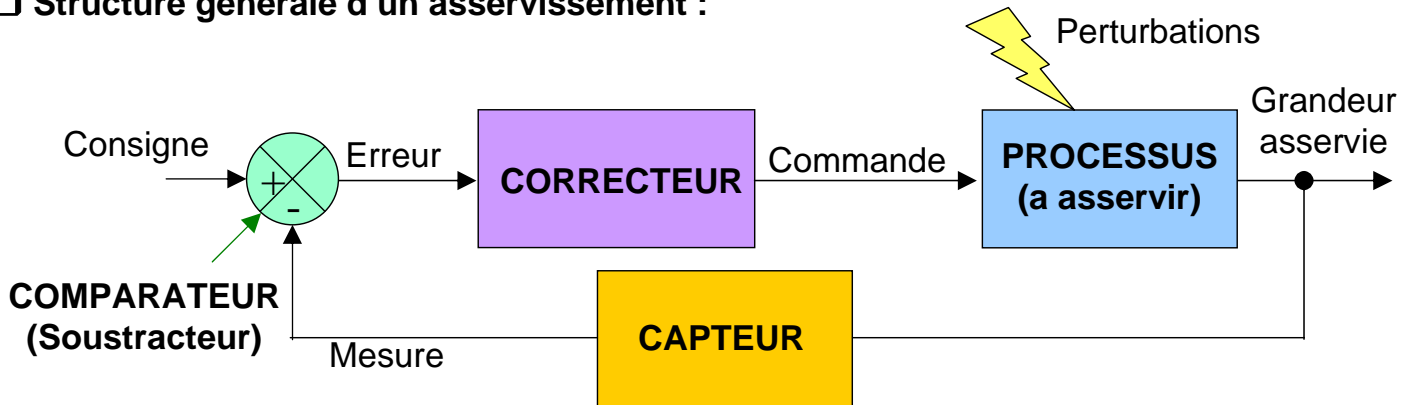 Structure générale d'un asservissement :
Perturbations
Grandeur
asservie
Consigne
+
-
Erreur
CORRECTEUR
Commande
PROCESSUS
(a asservir)
COMPARATEUR
(Soustracteur)
Mesure
CAPTEUR